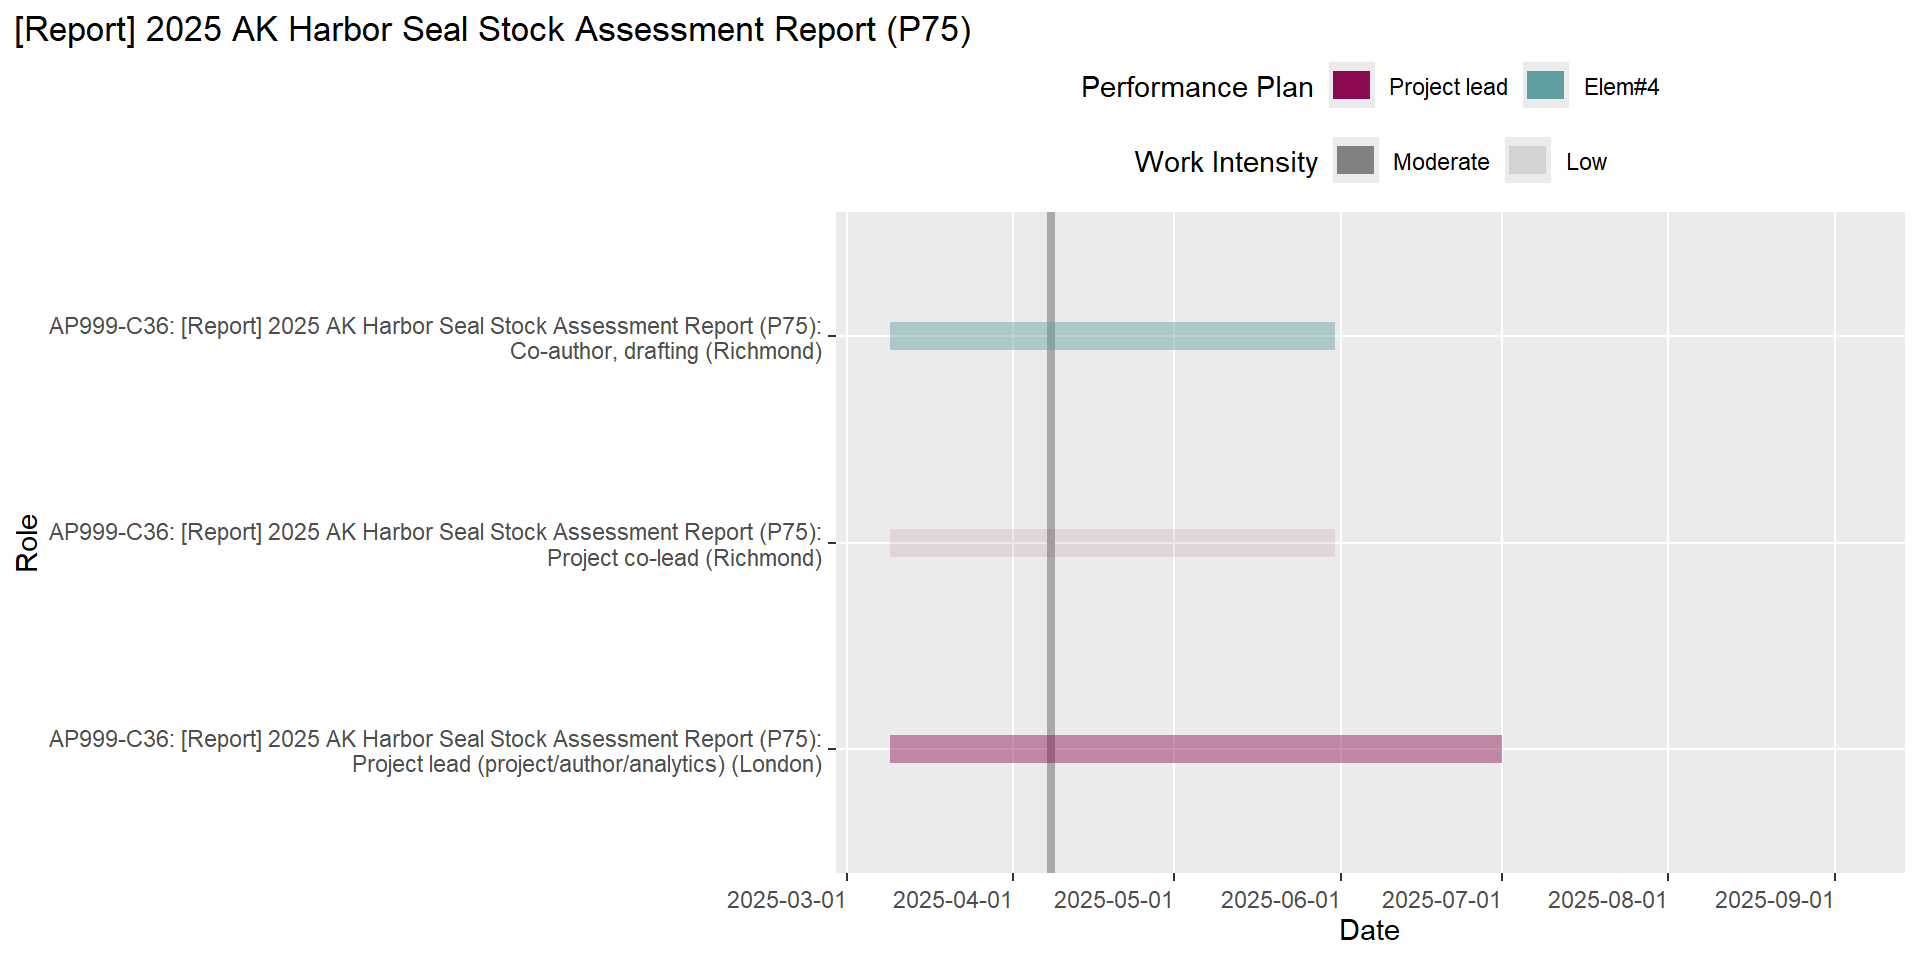 [Report] 2025 AK Harbor Seal Stock Assessment Report (P75)
Performance Plan Project lead Elem#4
Work Intensity Moderate Low
AP999-C36: [Report] 2025 AK Harbor Seal Stock Assessment Report (P75):
Co-author, drafting (Richmond)
Role
AP999-C36: [Report] 2025 AK Harbor Seal Stock Assessment Report (P75):
Project co-lead (Richmond)
AP999-C36: [Report] 2025 AK Harbor Seal Stock Assessment Report (P75):
Project lead (project/author/analytics) (London)
2025-03-01 2025-04-01 2025-05-01 2025-06-01 2025-07-01 2025-08-01 2025-09-01
Date